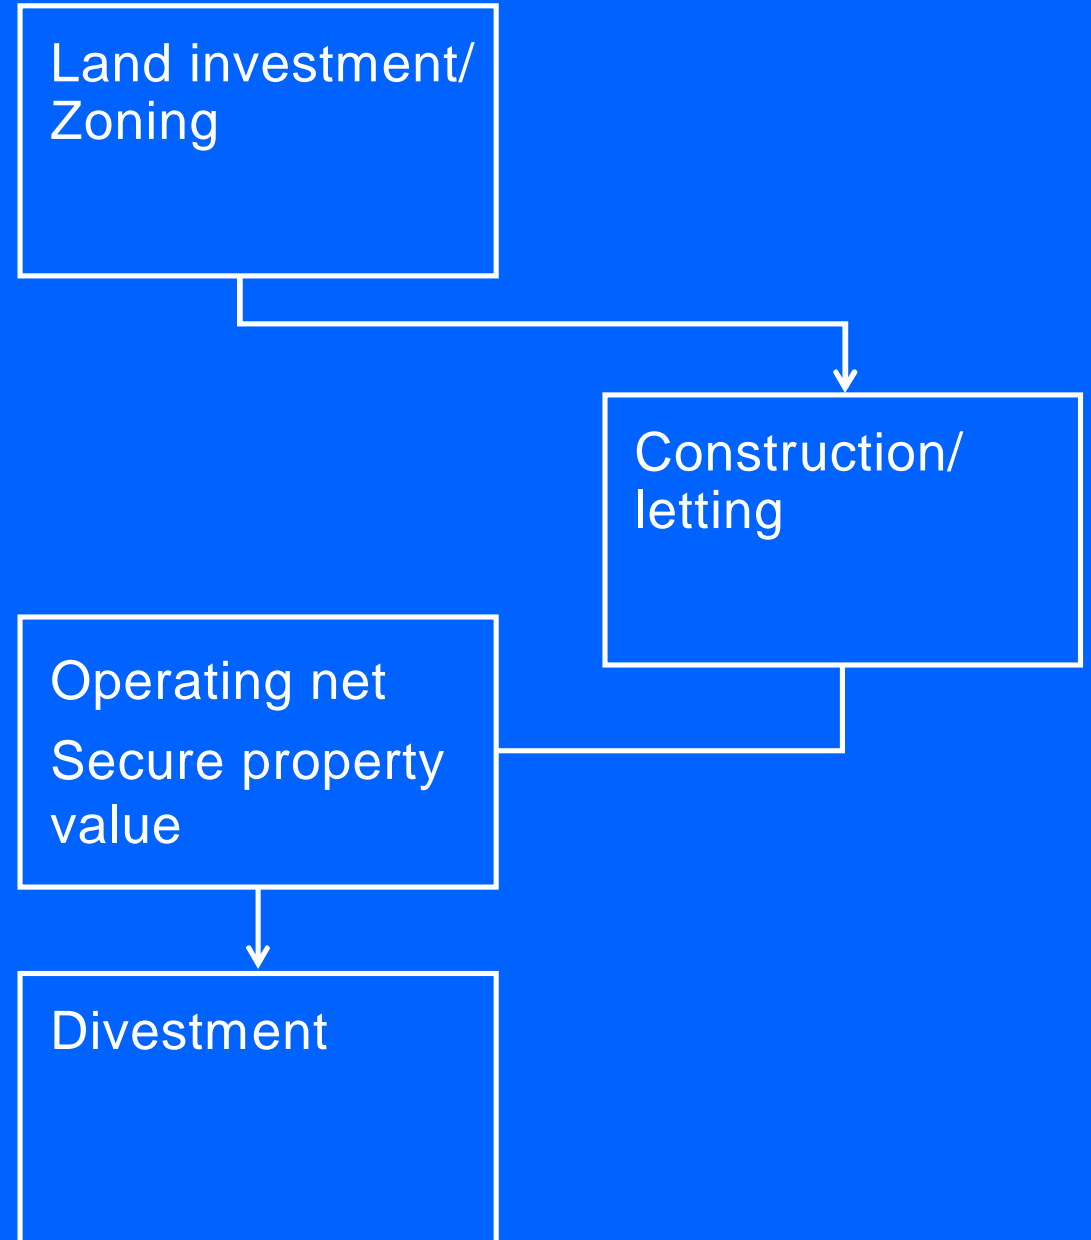 Land investment/
Zoning
Construction/
letting
Operating net
Secure property
value
Divestment